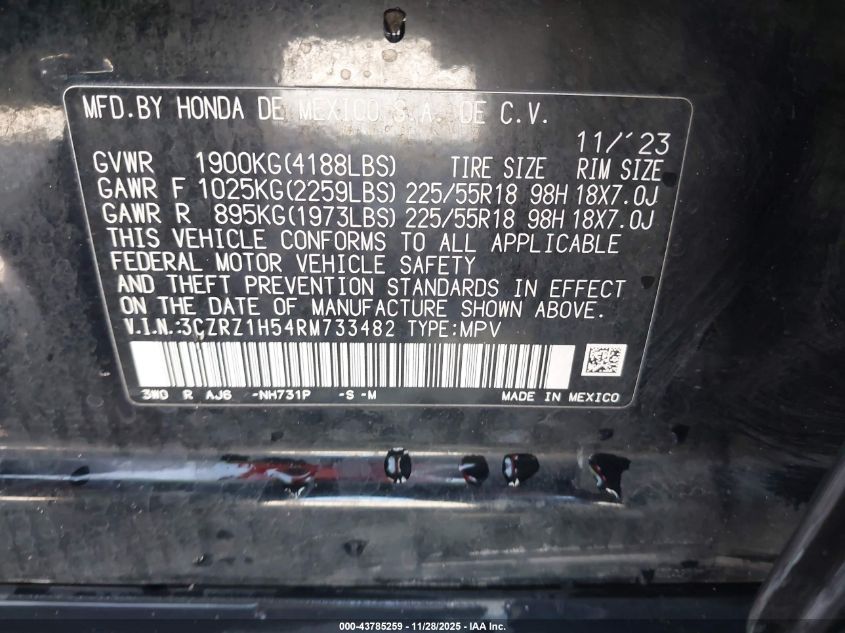 MFD.BY HONDA DE MEXICO S.A. DE C.V.
11/'23
GVWR 1900KG(4188LBS) TIRE SIZE RIM SIZE
GAWR F 1025KG(2259LBS) 225/55R18 98H 18X7.0J
GAWR R 895KG(1973LBS) 225/55R18 98H 18X7.0J
THIS VEHICLE CONFORMS TO ALL APPLICABLE
FEDERAL MOTOR VEHICLE SAFETY
AND THEFT PREVENTION STANDARDS IN EFFECT
ON THE DATE OF MANUFACTURE SHOWN ABOVE.
V.I.N.:3CZRZ1H54RM733482 TYPE:MPV
3W0 R AJ6 -NH731P -S -M MADE IN MEXICO
000-43785259 - 11/28/2025 - IAA Inc.